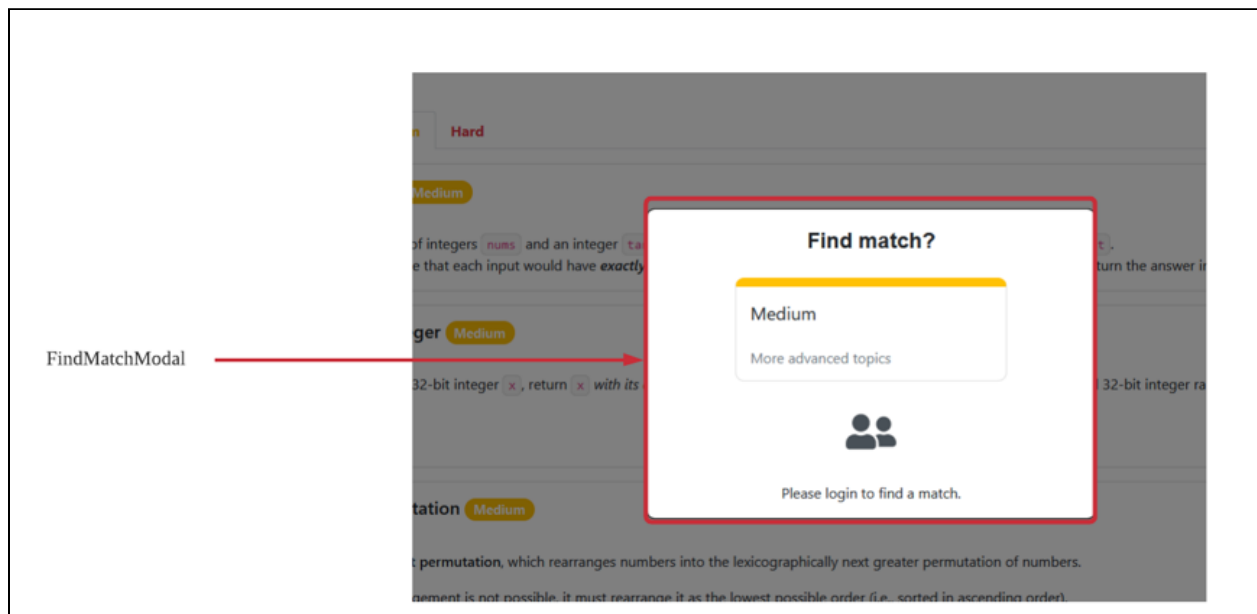 Hard
Medium
Find match?
of integers nums and an integer
e that each input would have exactly
turn the answer
Medium
ger Medium
More advanced topics
FindMatchModal
32-bit integer x, return x with its
32-bit integer
Please login to find a match.
tation Medium
permutation, which rearranges numbers into the lexicographically next greater permutation of numbers.
gement is not possible, it must rearrange it as the lowest possible order (i.e., sorted in ascending order).